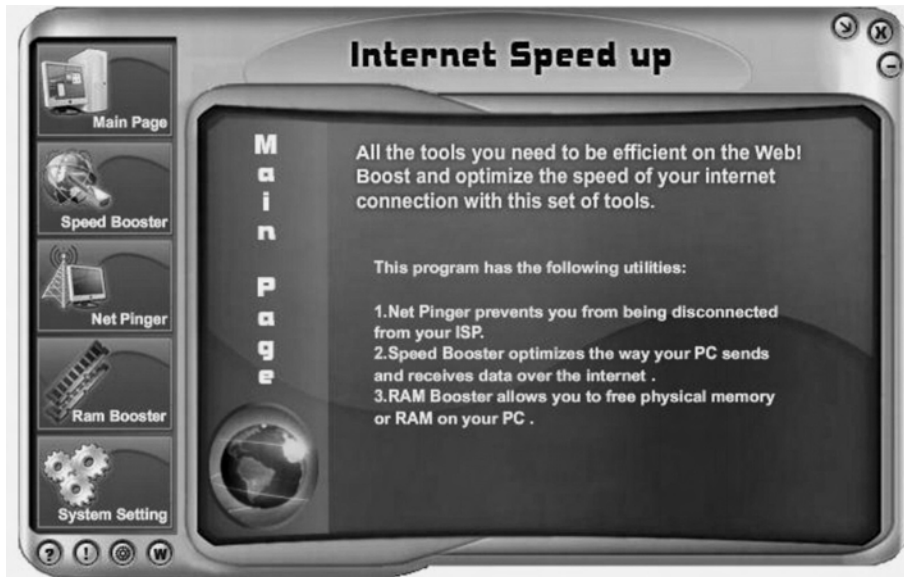 Internet Speed up
Main Page
Speed Booster
Net Pinger
Ram Booster
System Setting
? ! W
Main Page
All the tools you need to be efficient on the Web!
Boost and optimize the speed of your internet
connection with this set of tools.
This program has the following utilities:
1.Net Pinger prevents you from being disconnected
from your ISP.
2.Speed Booster optimizes the way your PC sends
and receives data over the internet .
3.RAM Booster allows you to free physical memory
or RAM on your PC .